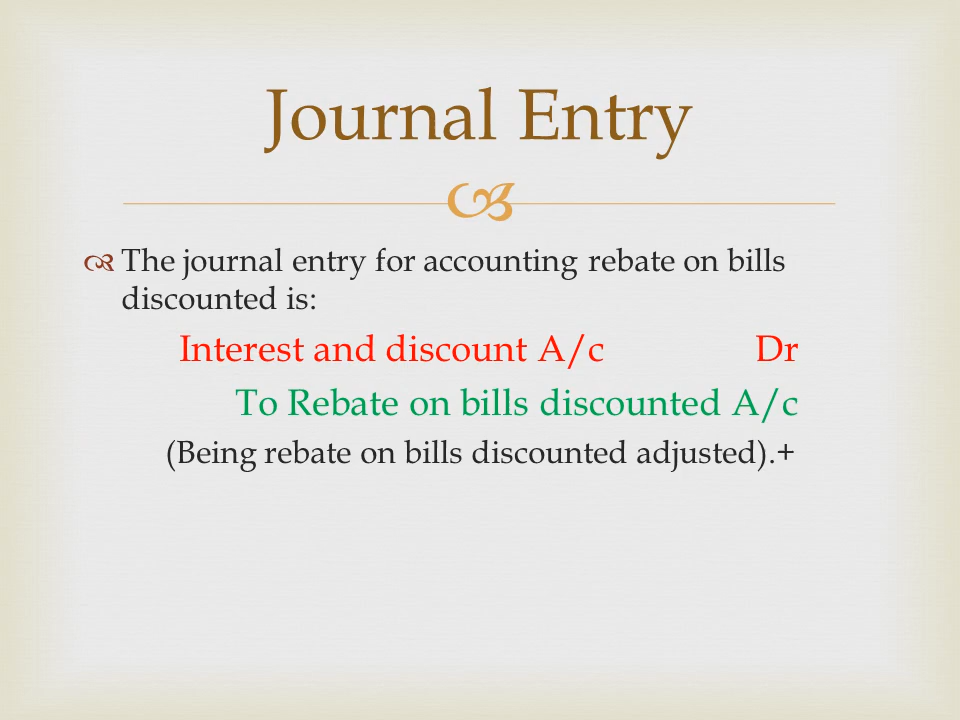 Journal Entry
The journal entry for accounting rebate on bills
discounted is:
Interest and discount A/c Dr
To Rebate on bills discounted A/c
(Being rebate on bills discounted adjusted).+